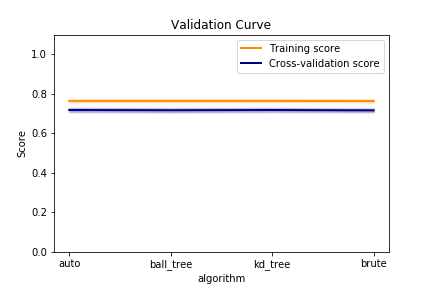 Validation Curve
Training score
Cross-validation score
1.0
0.8
0.6
0.4
0.2
0.0
Score
auto ball_tree kd_tree brute
algorithm